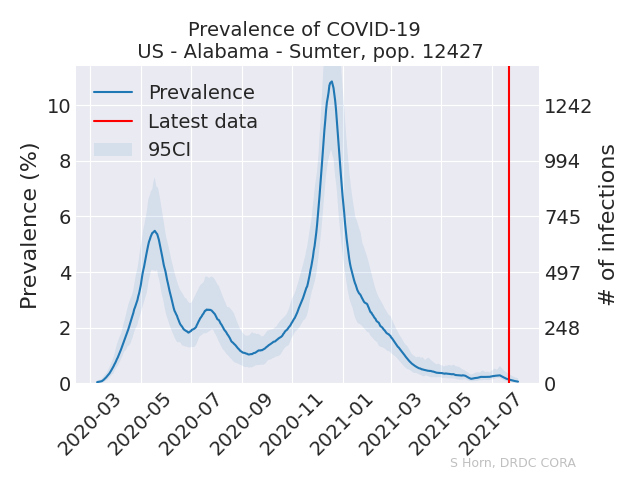 Prevalence of COVID-19
US - Alabama - Sumter, pop. 12427
Prevalence
Latest data
95CI
Prevalence (%)
10
8
6
4
2
0
1242
994
745
497
248
0
# of infections
2020-03
2020-05
2020-07
2020-09
2020-11
2021-01
2021-03
2021-05
2021-07
S Horn, DRDC CORA